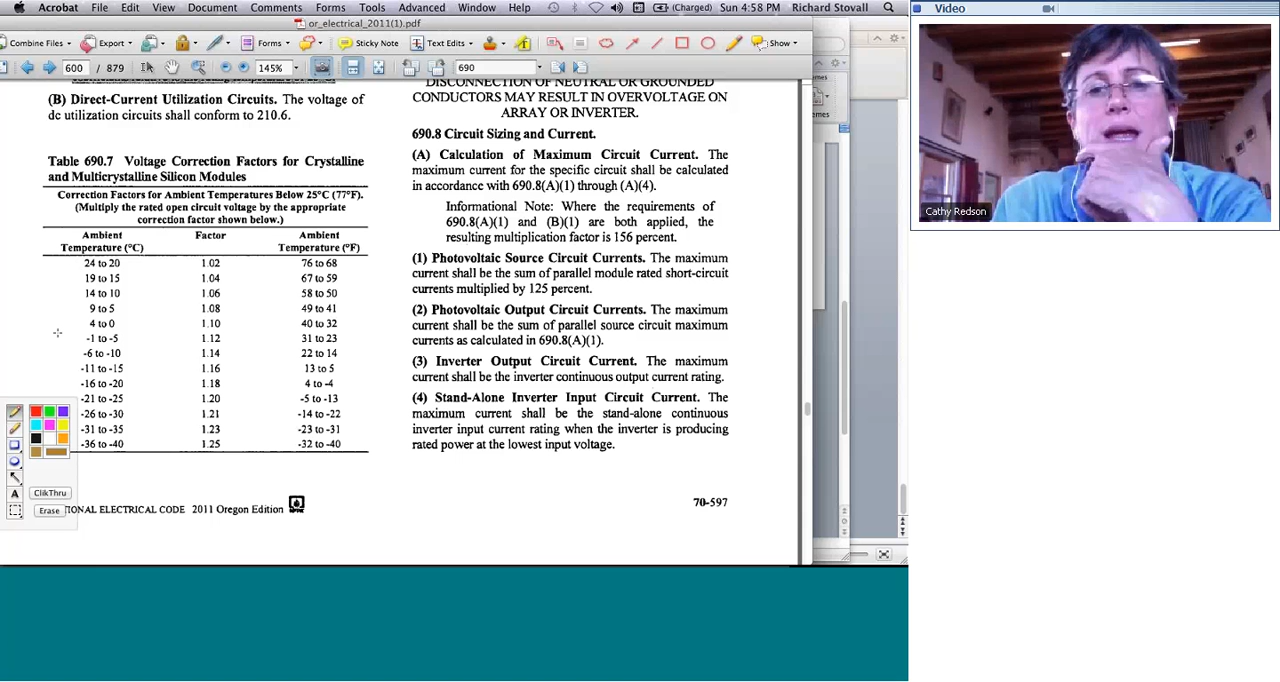 Acrobat File Edit View Document Comments Forms Tools Advanced Window Help (Charged) Sun 4:58 PM Richard Stovall
or_electrical_2011(1).pdf
Combine Files Export Forms Sticky Note Text Edits Show
600 / 879 145% 690
(B) Direct-Current Utilization Circuits. The voltage of
dc utilization circuits shall conform to 210.6.
Table 690.7 Voltage Correction Factors for Crystalline
and Multicrystalline Silicon Modules
Correction Factors for Ambient Temperatures Below 25°C (77°F).
(Multiply the rated open circuit voltage by the appropriate
correction factor shown below.)
Ambient Factor Ambient
Temperature (°C) Temperature (°F)
24 to 20 1.02 76 to 68
19 to 15 1.04 67 to 59
14 to 10 1.06 58 to 50
9 to 5 1.08 49 to 41
4 to 0 1.10 40 to 32
-1 to -5 1.12 31 to 23
-6 to -10 1.14 22 to 14
-11 to -15 1.16 13 to 5
-16 to -20 1.18 4 to -4
-21 to -25 1.20 -5 to -13
-26 to -30 1.21 -14 to -22
-31 to -35 1.23 -23 to -31
-36 to -40 1.25 -32 to -40
IONAL ELECTRICAL CODE 2011 Oregon Edition
DISCONNECTION OF NEUTRAL OR GROUNDED
CONDUCTORS MAY RESULT IN OVERVOLTAGE ON
ARRAY OR INVERTER.
690.8 Circuit Sizing and Current.
(A) Calculation of Maximum Circuit Current. The
maximum current for the specific circuit shall be calculated
in accordance with 690.8(A)(1) through (A)(4).
Informational Note: Where the requirements of
690.8(A)(1) and (B)(1) are both applied, the
resulting multiplication factor is 156 percent.
(1) Photovoltaic Source Circuit Currents. The maximum
current shall be the sum of parallel module rated short-circuit
currents multiplied by 125 percent.
(2) Photovoltaic Output Circuit Currents. The maximum
current shall be the sum of parallel source circuit maximum
currents as calculated in 690.8(A)(1).
(3) Inverter Output Circuit Current. The maximum
current shall be the inverter continuous output current rating.
(4) Stand-Alone Inverter Input Circuit Current. The
maximum current shall be the stand-alone continuous
inverter input current rating when the inverter is producing
rated power at the lowest input voltage.
70-597
A
ClikThru
Erase
Video
Cathy Redson